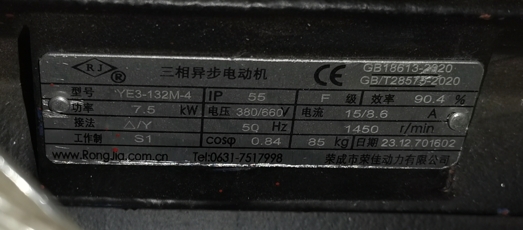 RJ ® 三相异步电动机 CE GB18613-2020
GB/T28575-2020
型号 YE3-132M-4 IP 55 F 级 效率 90.4 %
功率 7.5 kW 电压 380/660V 电流 15/8.6 A
接法 △/Y 50 Hz 1450 r/min
工作制 S1 cosφ 0.84 85 kg 日期 23.12 701602
www.RongJia.com.cn Tel:0631-7517998 荣成市荣佳动力有限公司